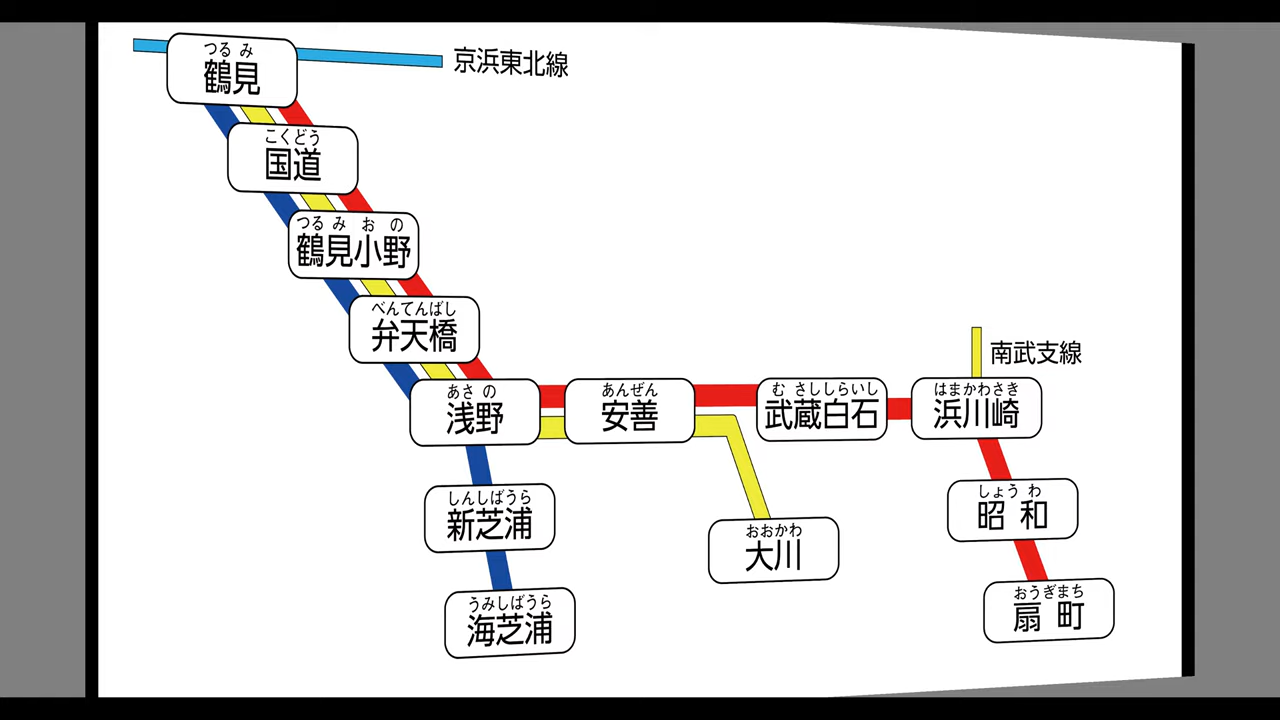 つる み
鶴見
京浜東北線
こくどう
国道
つる み お の
鶴見小野
べんてんばし
弁天橋
南武支線
あさ の
浅野
あんぜん
安善
む さししらいし
武蔵白石
はまかわさき
浜川崎
しんしばうら
新芝浦
おおかわ
大川
しょう わ
昭 和
うみしばうら
海芝浦
おうぎまち
扇 町